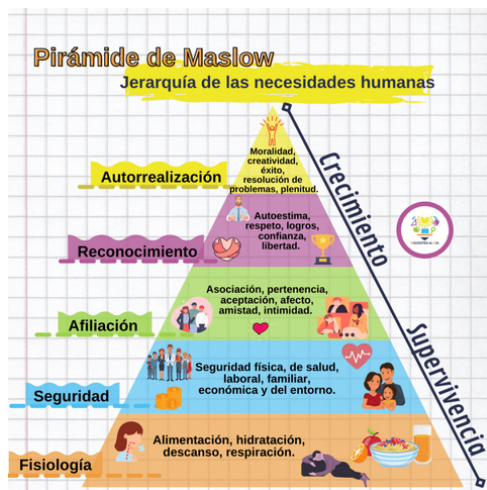 Pirámide de Maslow
Jerarquía de las necesidades humanas
Moralidad,
creatividad,
éxito,
resolución de
problemas, plenitud.
Autorrealización
Crecimiento
Autoestima,
respeto, logros,
confianza,
libertad.
Reconocimiento
Asociación, pertenencia,
aceptación, afecto,
amistad, intimidad.
Afiliación
Supervivencia
Seguridad física, de salud,
laboral, familiar,
económica y del entorno.
Seguridad
Alimentación, hidratación,
descanso, respiración.
Fisiología